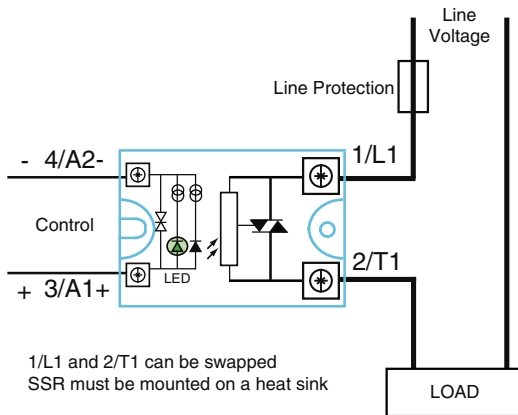 Line
Voltage
Line Protection
1/L1
- 4/A2-
Control
LED
2/T1
+ 3/A1+
1/L1 and 2/T1 can be swapped
SSR must be mounted on a heat sink
LOAD